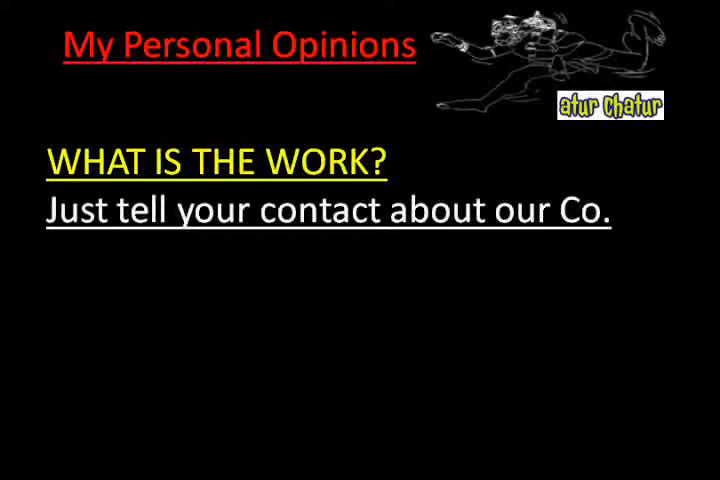 My Personal Opinions
atur chatur
WHAT IS THE WORK?
Just tell your contact about our Co.